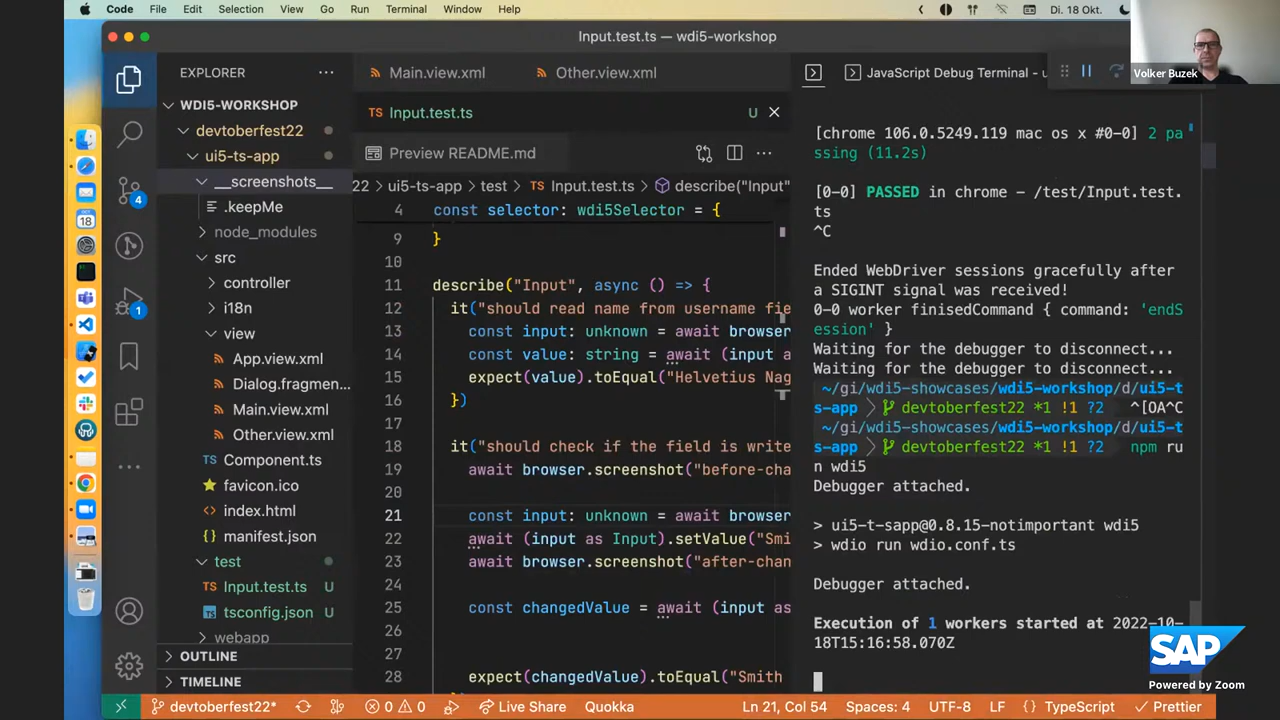 Code File Edit Selection View Go Run Terminal Window Help Di. 18 Okt.
Input.test.ts — wdi5-workshop
Volker Buzek
EXPLORER ···
WDI5-WORKSHOP
devtoberfest22
ui5-ts-app
__screenshots__
.keepMe
node_modules
src
controller
i18n
view
App.view.xml
Dialog.fragmen...
Main.view.xml
Other.view.xml
Component.ts
favicon.ico
index.html
manifest.json
test
Input.test.ts U
tsconfig.json U
webapp
OUTLINE
TIMELINE
4
1
18
Main.view.xml Other.view.xml
TS Input.test.ts U
Preview README.md
22 > ui5-ts-app > test > TS Input.test.ts > describe("Input"
4 const selector: wdi5Selector = {
9 }
10
11 describe("Input", async () => {
12 it("should read name from username fie
13 const input: unknown = await browser
14 const value: string = await (input a
15 expect(value).toEqual("Helvetius Nag
16 })
17
18 it("should check if the field is write
19 await browser.screenshot("before-cha
20
21 const input: unknown = await browser
22 await (input as Input).setValue("Smi
23 await browser.screenshot("after-chan
24
25 const changedValue = await (input as
26
27
28 expect(changedValue).toEqual("Smith
JavaScript Debug Terminal - u
[chrome 106.0.5249.119 mac os x #0-0] 2 pa
ssing (11.2s)
[0-0] PASSED in chrome - /test/Input.test.
ts
^C
Ended WebDriver sessions gracefully after
a SIGINT signal was received!
0-0 worker finisedCommand { command: 'endS
ession' }
Waiting for the debugger to disconnect...
Waiting for the debugger to disconnect...
~/gi/wdi5-showcases/wdi5-workshop/d/ui5-t
s-app devtoberfest22 *1 !1 ?2 ^[OA^C
~/gi/wdi5-showcases/wdi5-workshop/d/ui5-t
s-app devtoberfest22 *1 !1 ?2 npm ru
n wdi5
Debugger attached.
> ui5-t-sapp@0.8.15-notimportant wdi5
> wdio run wdio.conf.ts
Debugger attached.
Execution of 1 workers started at 2022-10-
18T15:16:58.070Z
SAP
Powered by Zoom
devtoberfest22* 0 0 Live Share Quokka Ln 21, Col 54 Spaces: 4 UTF-8 LF {} TypeScript Prettier